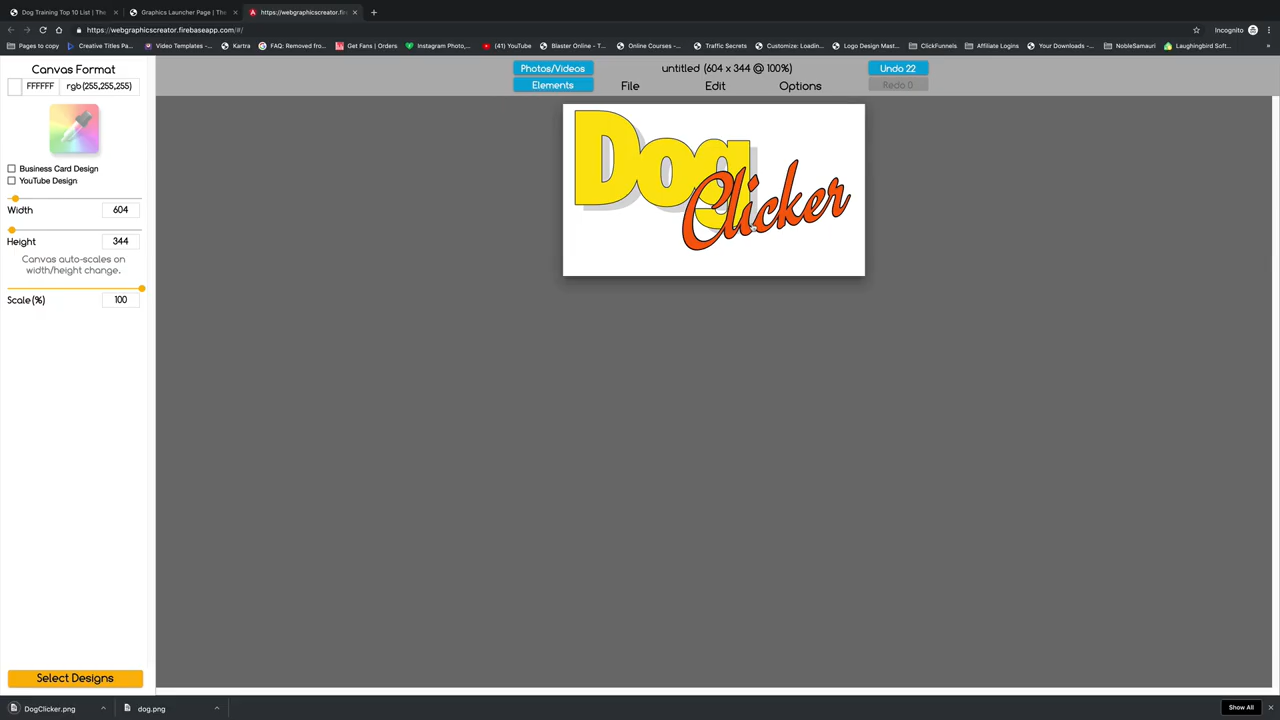 Dog Training Top 10 List | The
Graphics Launcher Page | The
https://webgraphicscreator.fir
https://webgraphicscreator.firebaseapp.com/#/
Incognito
Pages to copy
Creative Titles Pa...
Video Templates -...
Kartra
FAQ: Removed fro...
Get Fans | Orders
Instagram Photo,...
(41) YouTube
Blaster Online - T...
Online Courses -...
Traffic Secrets
Customize: Loadin...
Logo Design Mast...
ClickFunnels
Affiliate Logins
Your Downloads -...
NobleSamauri
Laughingbird Soft...
»
Canvas Format
FFFFFF rgb(255,255,255)
Business Card Design
YouTube Design
Width 604
Height 344
Canvas auto-scales on
width/height change.
Scale(%) 100
Select Designs
Photos/Videos
Elements
untitled (604 x 344 @ 100%)
File Edit Options
Undo 22
Redo 0
Dog
Clicker
DogClicker.png
dog.png
Show All